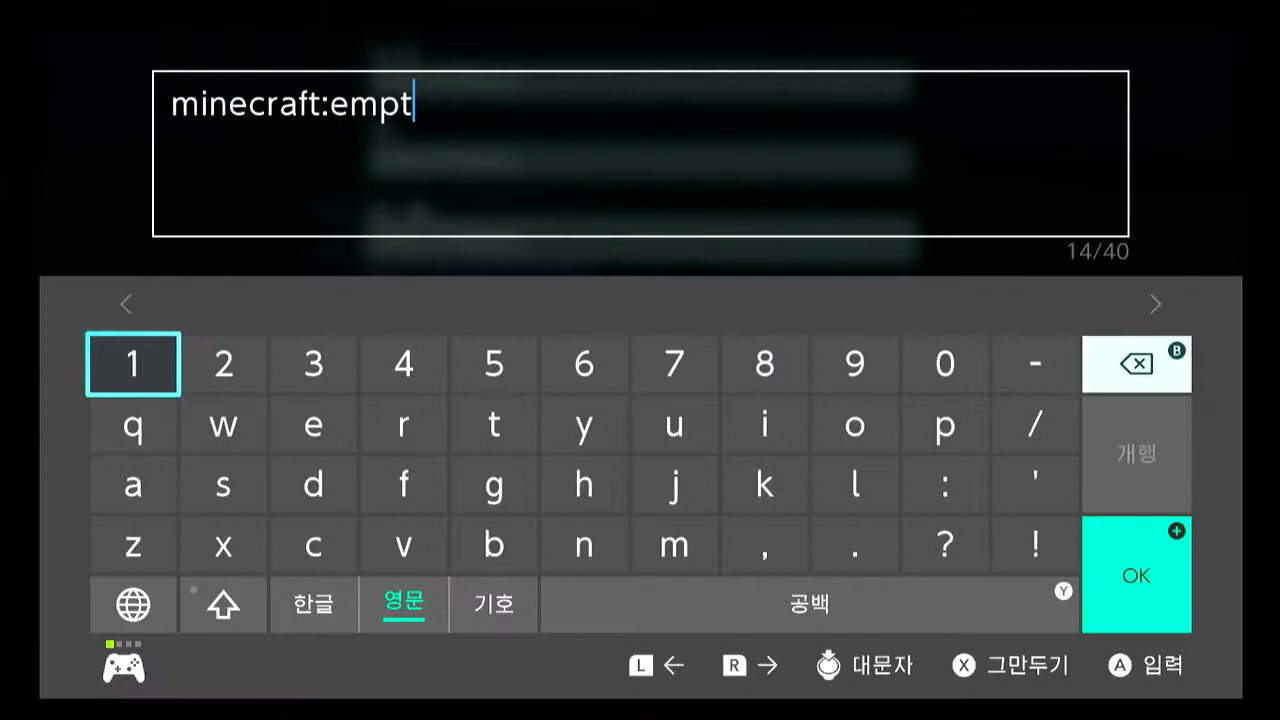 minecraft:empt
14/40
1 2 3 4 5 6 7 8 9 0 - B
q w e r t y u i o p /
개행
a s d f g h j k l : '
z x c v b n m , . ? ! +
OK
한글 영문 기호 공백 Y
L ← R → 대문자 X 그만두기 A 입력